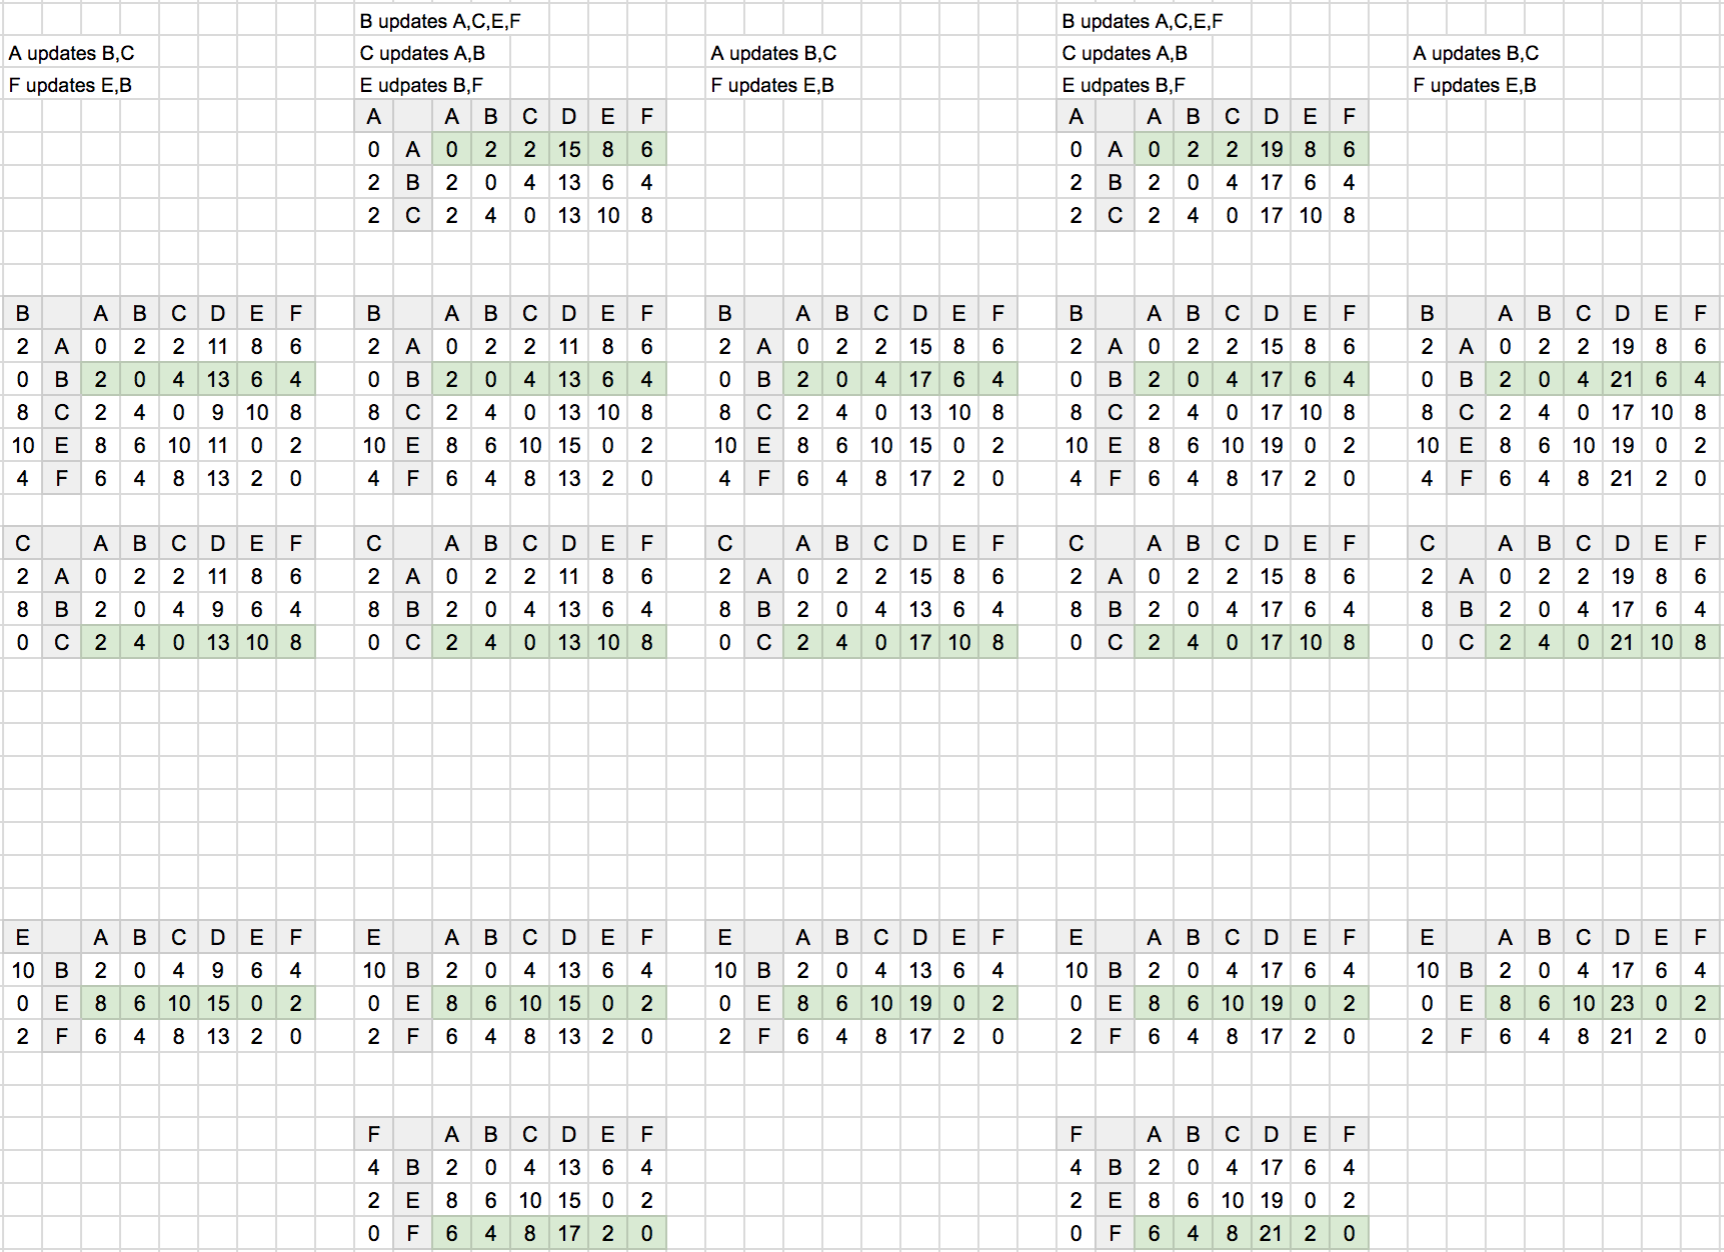 B updates A,C,E,F B updates A,C,E,F
A updates B,C C updates A,B A updates B,C C updates A,B A updates B,C
F updates E,B E udpates B,F F updates E,B E udpates B,F F updates E,B
A A B C D E F A A B C D E F
0 A 0 2 2 15 8 6 0 A 0 2 2 19 8 6
2 B 2 0 4 13 6 4 2 B 2 0 4 17 6 4
2 C 2 4 0 13 10 8 2 C 2 4 0 17 10 8
B A B C D E F B A B C D E F B A B C D E F B A B C D E F B A B C D E F
2 A 0 2 2 11 8 6 2 A 0 2 2 11 8 6 2 A 0 2 2 15 8 6 2 A 0 2 2 15 8 6 2 A 0 2 2 19 8 6
0 B 2 0 4 13 6 4 0 B 2 0 4 13 6 4 0 B 2 0 4 17 6 4 0 B 2 0 4 17 6 4 0 B 2 0 4 21 6 4
8 C 2 4 0 9 10 8 8 C 2 4 0 13 10 8 8 C 2 4 0 13 10 8 8 C 2 4 0 17 10 8 8 C 2 4 0 17 10 8
10 E 8 6 10 11 0 2 10 E 8 6 10 15 0 2 10 E 8 6 10 15 0 2 10 E 8 6 10 19 0 2 10 E 8 6 10 19 0 2
4 F 6 4 8 13 2 0 4 F 6 4 8 13 2 0 4 F 6 4 8 17 2 0 4 F 6 4 8 17 2 0 4 F 6 4 8 21 2 0
C A B C D E F C A B C D E F C A B C D E F C A B C D E F C A B C D E F
2 A 0 2 2 11 8 6 2 A 0 2 2 11 8 6 2 A 0 2 2 15 8 6 2 A 0 2 2 15 8 6 2 A 0 2 2 19 8 6
8 B 2 0 4 9 6 4 8 B 2 0 4 13 6 4 8 B 2 0 4 13 6 4 8 B 2 0 4 17 6 4 8 B 2 0 4 17 6 4
0 C 2 4 0 13 10 8 0 C 2 4 0 13 10 8 0 C 2 4 0 17 10 8 0 C 2 4 0 17 10 8 0 C 2 4 0 21 10 8
E A B C D E F E A B C D E F E A B C D E F E A B C D E F E A B C D E F
10 B 2 0 4 9 6 4 10 B 2 0 4 13 6 4 10 B 2 0 4 13 6 4 10 B 2 0 4 17 6 4 10 B 2 0 4 17 6 4
0 E 8 6 10 15 0 2 0 E 8 6 10 15 0 2 0 E 8 6 10 19 0 2 0 E 8 6 10 19 0 2 0 E 8 6 10 23 0 2
2 F 6 4 8 13 2 0 2 F 6 4 8 13 2 0 2 F 6 4 8 17 2 0 2 F 6 4 8 17 2 0 2 F 6 4 8 21 2 0
F A B C D E F F A B C D E F
4 B 2 0 4 13 6 4 4 B 2 0 4 17 6 4
2 E 8 6 10 15 0 2 2 E 8 6 10 19 0 2
0 F 6 4 8 17 2 0 0 F 6 4 8 21 2 0